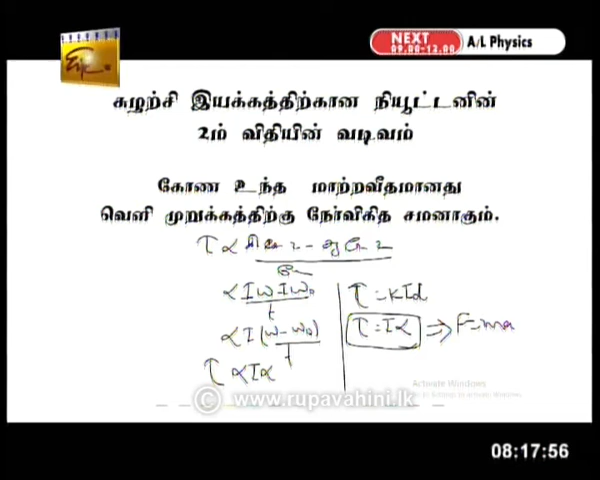 NEXT
09.00-12.00
A/L Physics
சுழற்சி இயக்கத்திற்கான நியூட்டனின்
2ம் விதியின் வடிவம்
கோண உந்த மாற்றவீதமானது
வெளி முறுக்கத்திற்கு நேர்விகித சமனாகும்.
τ ∝
∝ Iω Iω₀ / t
∝ I (ω - ω₀) / t
τ ∝ Iα
τ = kIα
τ = Iα ⇒ F=ma
Activate Windows
© www.rupavahini.lk
08:17:56